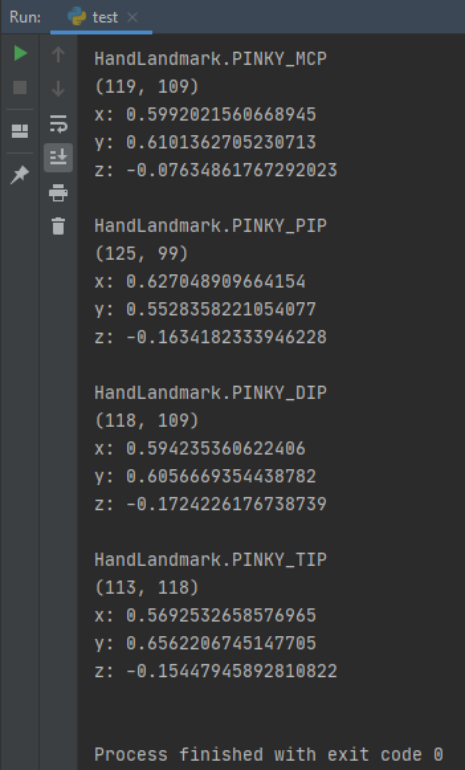 Run: test
HandLandmark.PINKY_MCP
(119, 109)
x: 0.5992021560668945
y: 0.6101362705230713
z: -0.07634861767292023
HandLandmark.PINKY_PIP
(125, 99)
x: 0.627048909664154
y: 0.5528358221054077
z: -0.1634182333946228
HandLandmark.PINKY_DIP
(118, 109)
x: 0.594235360622406
y: 0.6056669354438782
z: -0.1724226176738739
HandLandmark.PINKY_TIP
(113, 118)
x: 0.5692532658576965
y: 0.6562206745147705
z: -0.15447945892810822
Process finished with exit code 0